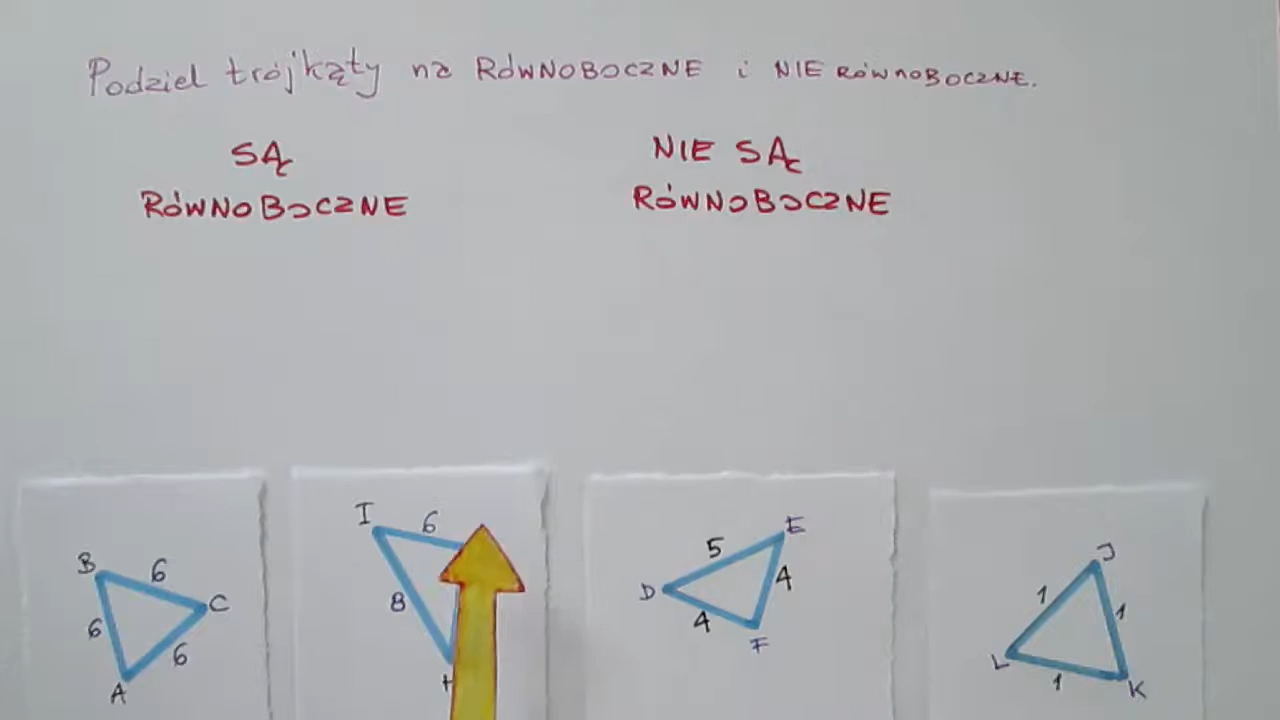 Podziel trójkąty na RÓWNOBOCZNE i NIE RÓWNOBOCZNE.
SĄ
RÓWNOBOCZNE
NIE SĄ
RÓWNOBOCZNE
B 6 C
6 6
A
I 6
8
H
5 E
D 4
4 F
J
1 1
L 1 K